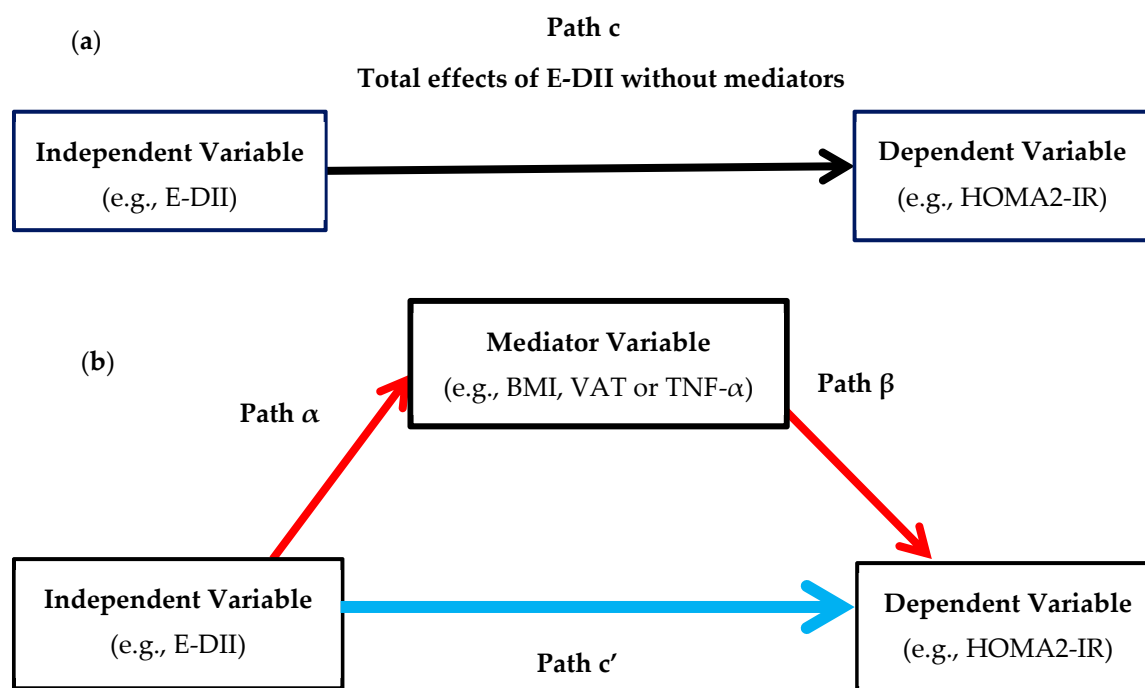 (a)
Path c
Total effects of E-DII without mediators
Independent Variable
(e.g., E-DII)
Dependent Variable
(e.g., HOMA2-IR)
(b)
Mediator Variable
(e.g., BMI, VAT or TNF-α)
Path α
Path β
Independent Variable
(e.g., E-DII)
Path c’
Dependent Variable
(e.g., HOMA2-IR)